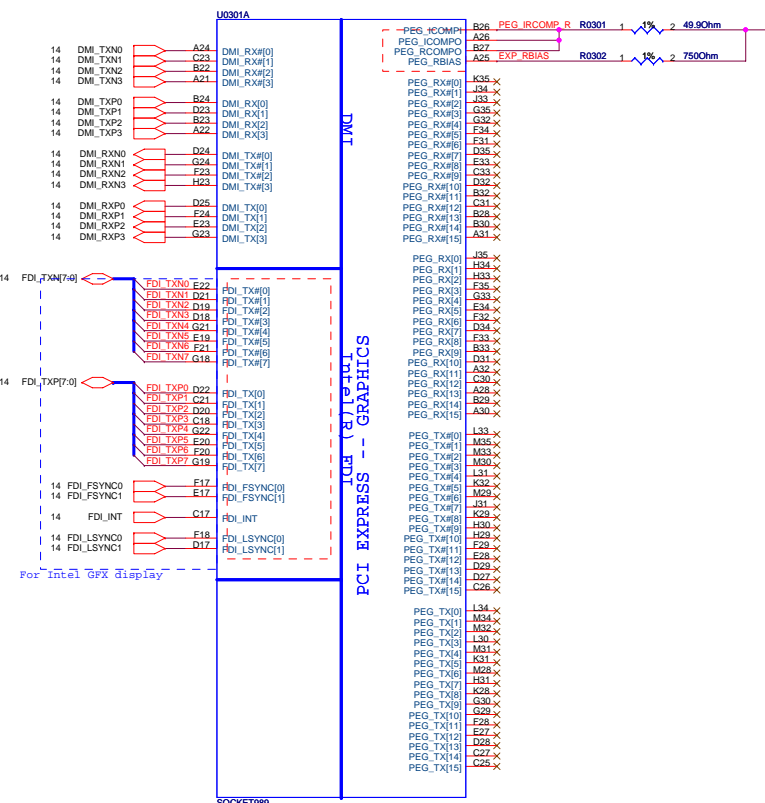 U0301A
14 DMI_TXN0 A24 DMI_RX#[0]
14 DMI_TXN1 C23 DMI_RX#[1]
14 DMI_TXN2 B22 DMI_RX#[2]
14 DMI_TXN3 A21 DMI_RX#[3]
14 DMI_TXP0 B24 DMI_RX[0]
14 DMI_TXP1 D23 DMI_RX[1]
14 DMI_TXP2 B23 DMI_RX[2]
14 DMI_TXP3 A22 DMI_RX[3]
14 DMI_RXN0 D24 DMI_TX#[0]
14 DMI_RXN1 G24 DMI_TX#[1]
14 DMI_RXN2 F23 DMI_TX#[2]
14 DMI_RXN3 H23 DMI_TX#[3]
14 DMI_RXP0 D25 DMI_TX[0]
14 DMI_RXP1 F24 DMI_TX[1]
14 DMI_RXP2 E23 DMI_TX[2]
14 DMI_RXP3 G23 DMI_TX[3]
DMI
14 FDI_TXN[7:0]
FDI_TXN0 E22 FDI_TX#[0]
FDI_TXN1 D21 FDI_TX#[1]
FDI_TXN2 D19 FDI_TX#[2]
FDI_TXN3 D18 FDI_TX#[3]
FDI_TXN4 G21 FDI_TX#[4]
FDI_TXN5 E19 FDI_TX#[5]
FDI_TXN6 F21 FDI_TX#[6]
FDI_TXN7 G18 FDI_TX#[7]
14 FDI_TXP[7:0]
FDI_TXP0 D22 FDI_TX[0]
FDI_TXP1 C21 FDI_TX[1]
FDI_TXP2 D20 FDI_TX[2]
FDI_TXP3 C18 FDI_TX[3]
FDI_TXP4 G22 FDI_TX[4]
FDI_TXP5 E20 FDI_TX[5]
FDI_TXP6 F20 FDI_TX[6]
FDI_TXP7 G19 FDI_TX[7]
14 FDI_FSYNC0 F17 FDI_FSYNC[0]
14 FDI_FSYNC1 E17 FDI_FSYNC[1]
14 FDI_INT C17 FDI_INT
14 FDI_LSYNC0 F18 FDI_LSYNC[0]
14 FDI_LSYNC1 D17 FDI_LSYNC[1]
For Intel GFX display
Intel(R) FDI
PCI EXPRESS -- GRAPHICS
PEG_ICOMPI B26 PEG_IRCOMP_R R0301 1 1% 2 49.9Ohm
PEG_ICOMPO A26
PEG_RCOMPO B27
PEG_RBIAS A25 EXP_RBIAS R0302 1 1% 2 750Ohm
PEG_RX#[0] K35
PEG_RX#[1] J34
PEG_RX#[2] J33
PEG_RX#[3] G35
PEG_RX#[4] G32
PEG_RX#[5] F34
PEG_RX#[6] F31
PEG_RX#[7] D35
PEG_RX#[8] E33
PEG_RX#[9] C33
PEG_RX#[10] D32
PEG_RX#[11] B32
PEG_RX#[12] C31
PEG_RX#[13] B28
PEG_RX#[14] B30
PEG_RX#[15] A31
PEG_RX[0] J35
PEG_RX[1] H34
PEG_RX[2] H33
PEG_RX[3] F35
PEG_RX[4] G33
PEG_RX[5] E34
PEG_RX[6] F32
PEG_RX[7] D34
PEG_RX[8] F33
PEG_RX[9] B33
PEG_RX[10] D31
PEG_RX[11] A32
PEG_RX[12] C30
PEG_RX[13] A28
PEG_RX[14] B29
PEG_RX[15] A30
PEG_TX#[0] L33
PEG_TX#[1] M35
PEG_TX#[2] M33
PEG_TX#[3] M30
PEG_TX#[4] L31
PEG_TX#[5] K32
PEG_TX#[6] M29
PEG_TX#[7] J31
PEG_TX#[8] K29
PEG_TX#[9] H30
PEG_TX#[10] H29
PEG_TX#[11] F29
PEG_TX#[12] E28
PEG_TX#[13] D29
PEG_TX#[14] D27
PEG_TX#[15] C26
PEG_TX[0] L34
PEG_TX[1] M34
PEG_TX[2] M32
PEG_TX[3] L30
PEG_TX[4] M31
PEG_TX[5] K31
PEG_TX[6] M28
PEG_TX[7] H31
PEG_TX[8] K28
PEG_TX[9] G30
PEG_TX[10] G29
PEG_TX[11] F28
PEG_TX[12] E27
PEG_TX[13] D28
PEG_TX[14] C27
PEG_TX[15] C25
SOCKET989